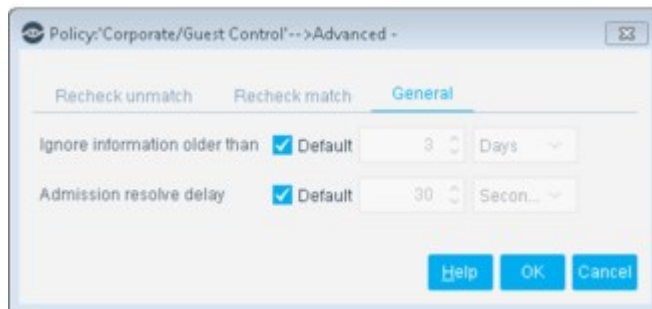 Policy:'Corporate/Guest Control'-->Advanced -
Recheck unmatch Recheck match General
Ignore information older than Default 3 Days
Admission resolve delay Default 30 Secon...
Help OK Cancel